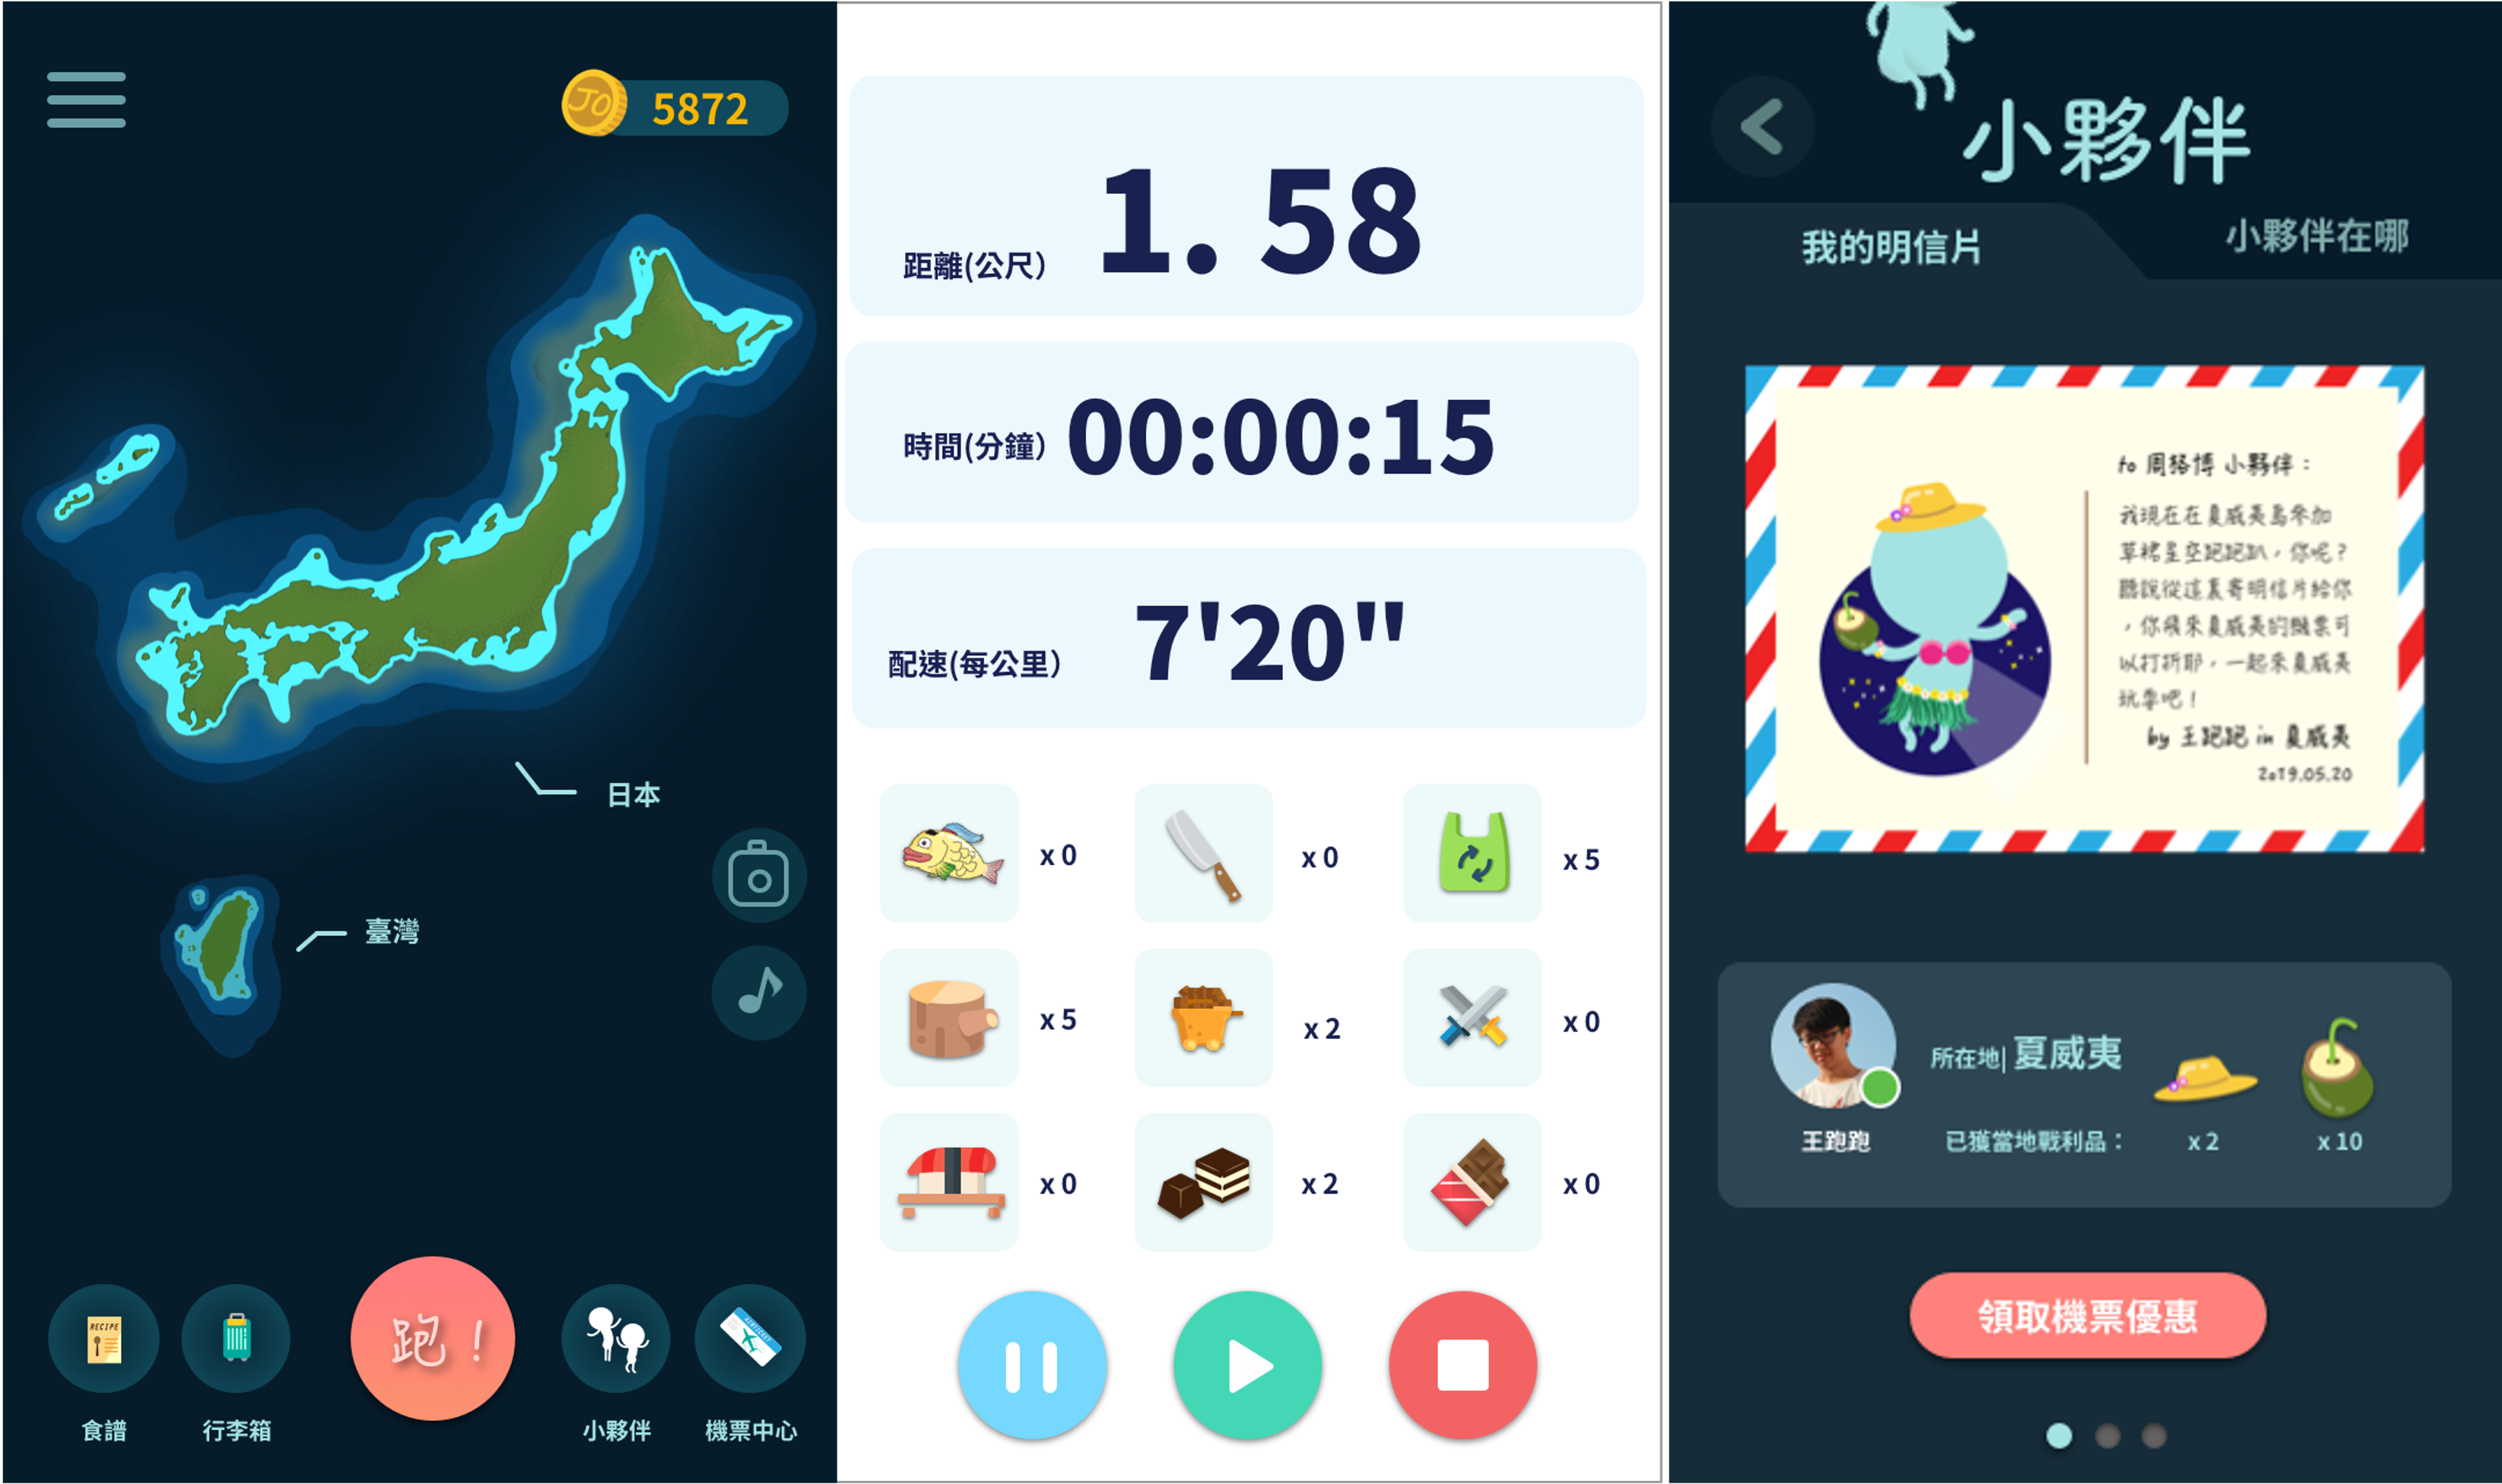 JO
5872
日本
臺灣
RECIPE
跑！
食譜
行李箱
小夥伴
機票中心
距離(公尺)
1. 58
時間(分鐘)
00:00:15
配速(每公里)
7'20"
x 0
x 0
x 5
x 5
x 2
x 0
x 0
x 2
x 0
小夥伴
我的明信片
小夥伴在哪
to 周 博 小夥伴：
我現在在夏威夷島參加
草裙星空跑跑趴，你呢？
聽說從這裏寄明信片給你
，你飛來夏威夷的機票可
以打折耶，一起來夏威夷
玩耍吧！
by 王跑跑 in 夏威夷
2019.05.20
所在地| 夏威夷
王跑跑
已獲當地戰利品：
x 2
x 10
領取機票優惠